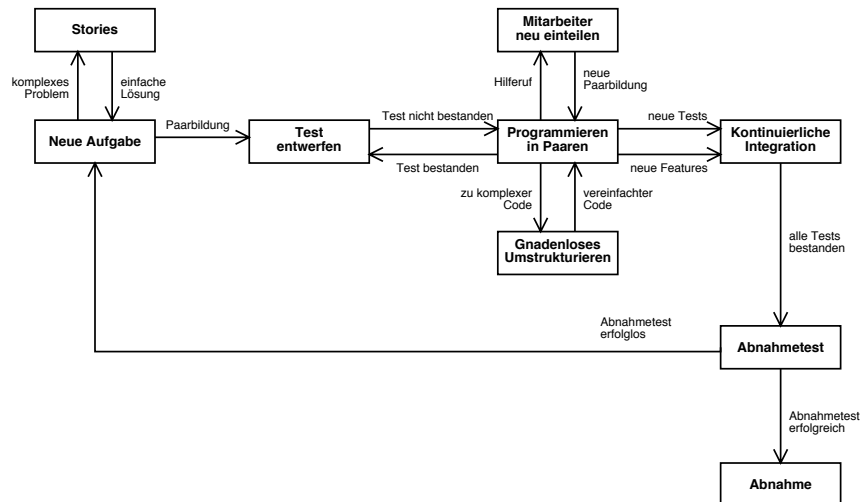 Stories
Mitarbeiter
neu einteilen
komplexes
Problem
einfache
Lösung
Hilferuf
neue
Paarbildung
Neue Aufgabe
Paarbildung
Test
entwerfen
Test nicht bestanden
Test bestanden
Programmieren
in Paaren
neue Tests
neue Features
Kontinuierliche
Integration
zu komplexer
Code
vereinfachter
Code
Gnadenloses
Umstrukturieren
alle Tests
bestanden
Abnahmetest
erfolglos
Abnahmetest
Abnahmetest
erfolgreich
Abnahme